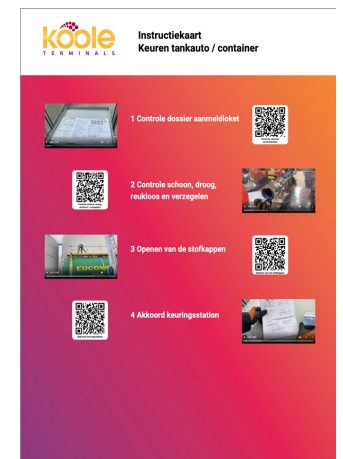 koole
TERMINALS
Instructiekaart
Keuren tankauto / container
1 Controle dossier aanmeldloket
2 Controle schoon, droog,
reukloos en verzegelen
3 Openen van de stofkappen
EUCON
4 Akkoord keuringsstation